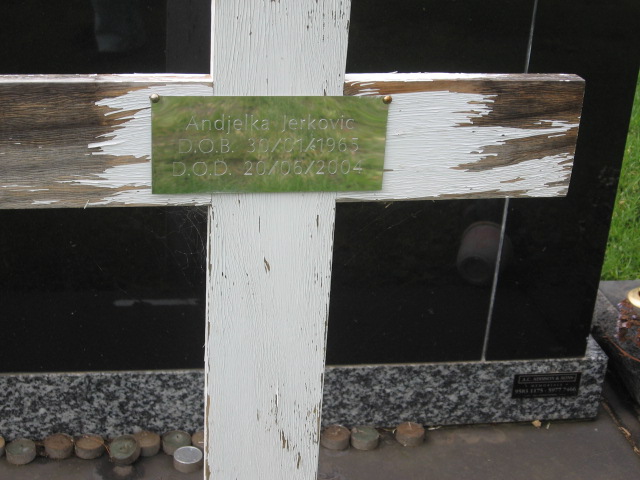 Andjelka Jerkovic
D.O.B. 30/01/1965
D.O.D. 20/06/2004